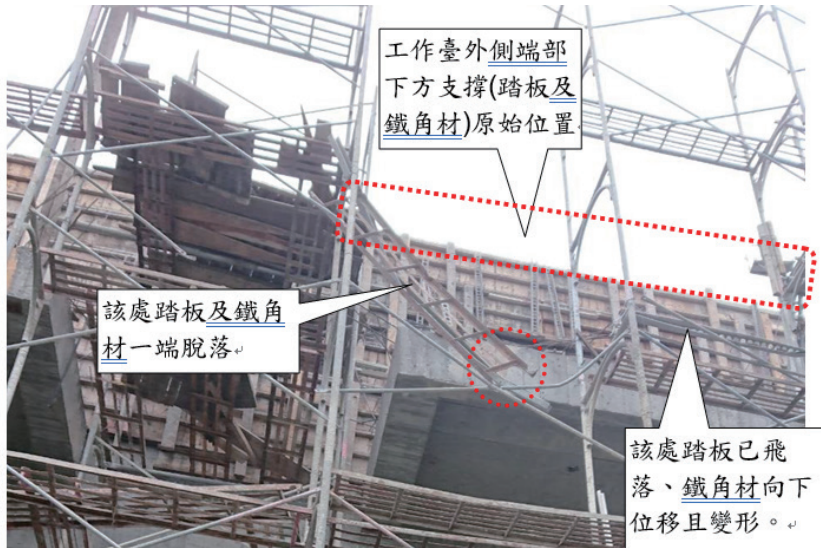 工作臺外側端部
下方支撐(踏板及
鐵角材)原始位置
該處踏板及鐵角
材一端脫落
該處踏板已飛
落、鐵角材向下
位移且變形。